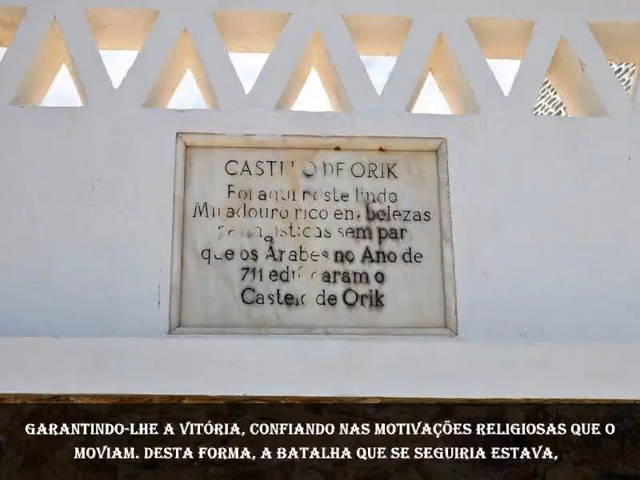 CASTELO DE ORIK
Foi aqui neste lindo
Miradouro rico em belezas
sem par
que os Árabes no Ano de
711 edificaram o
Castelo de Orik
GARANTINDO-LHE A VITÓRIA, CONFIANDO NAS MOTIVAÇÕES RELIGIOSAS QUE O
MOVIAM. DESTA FORMA, A BATALHA QUE SE SEGUIRIA ESTAVA,